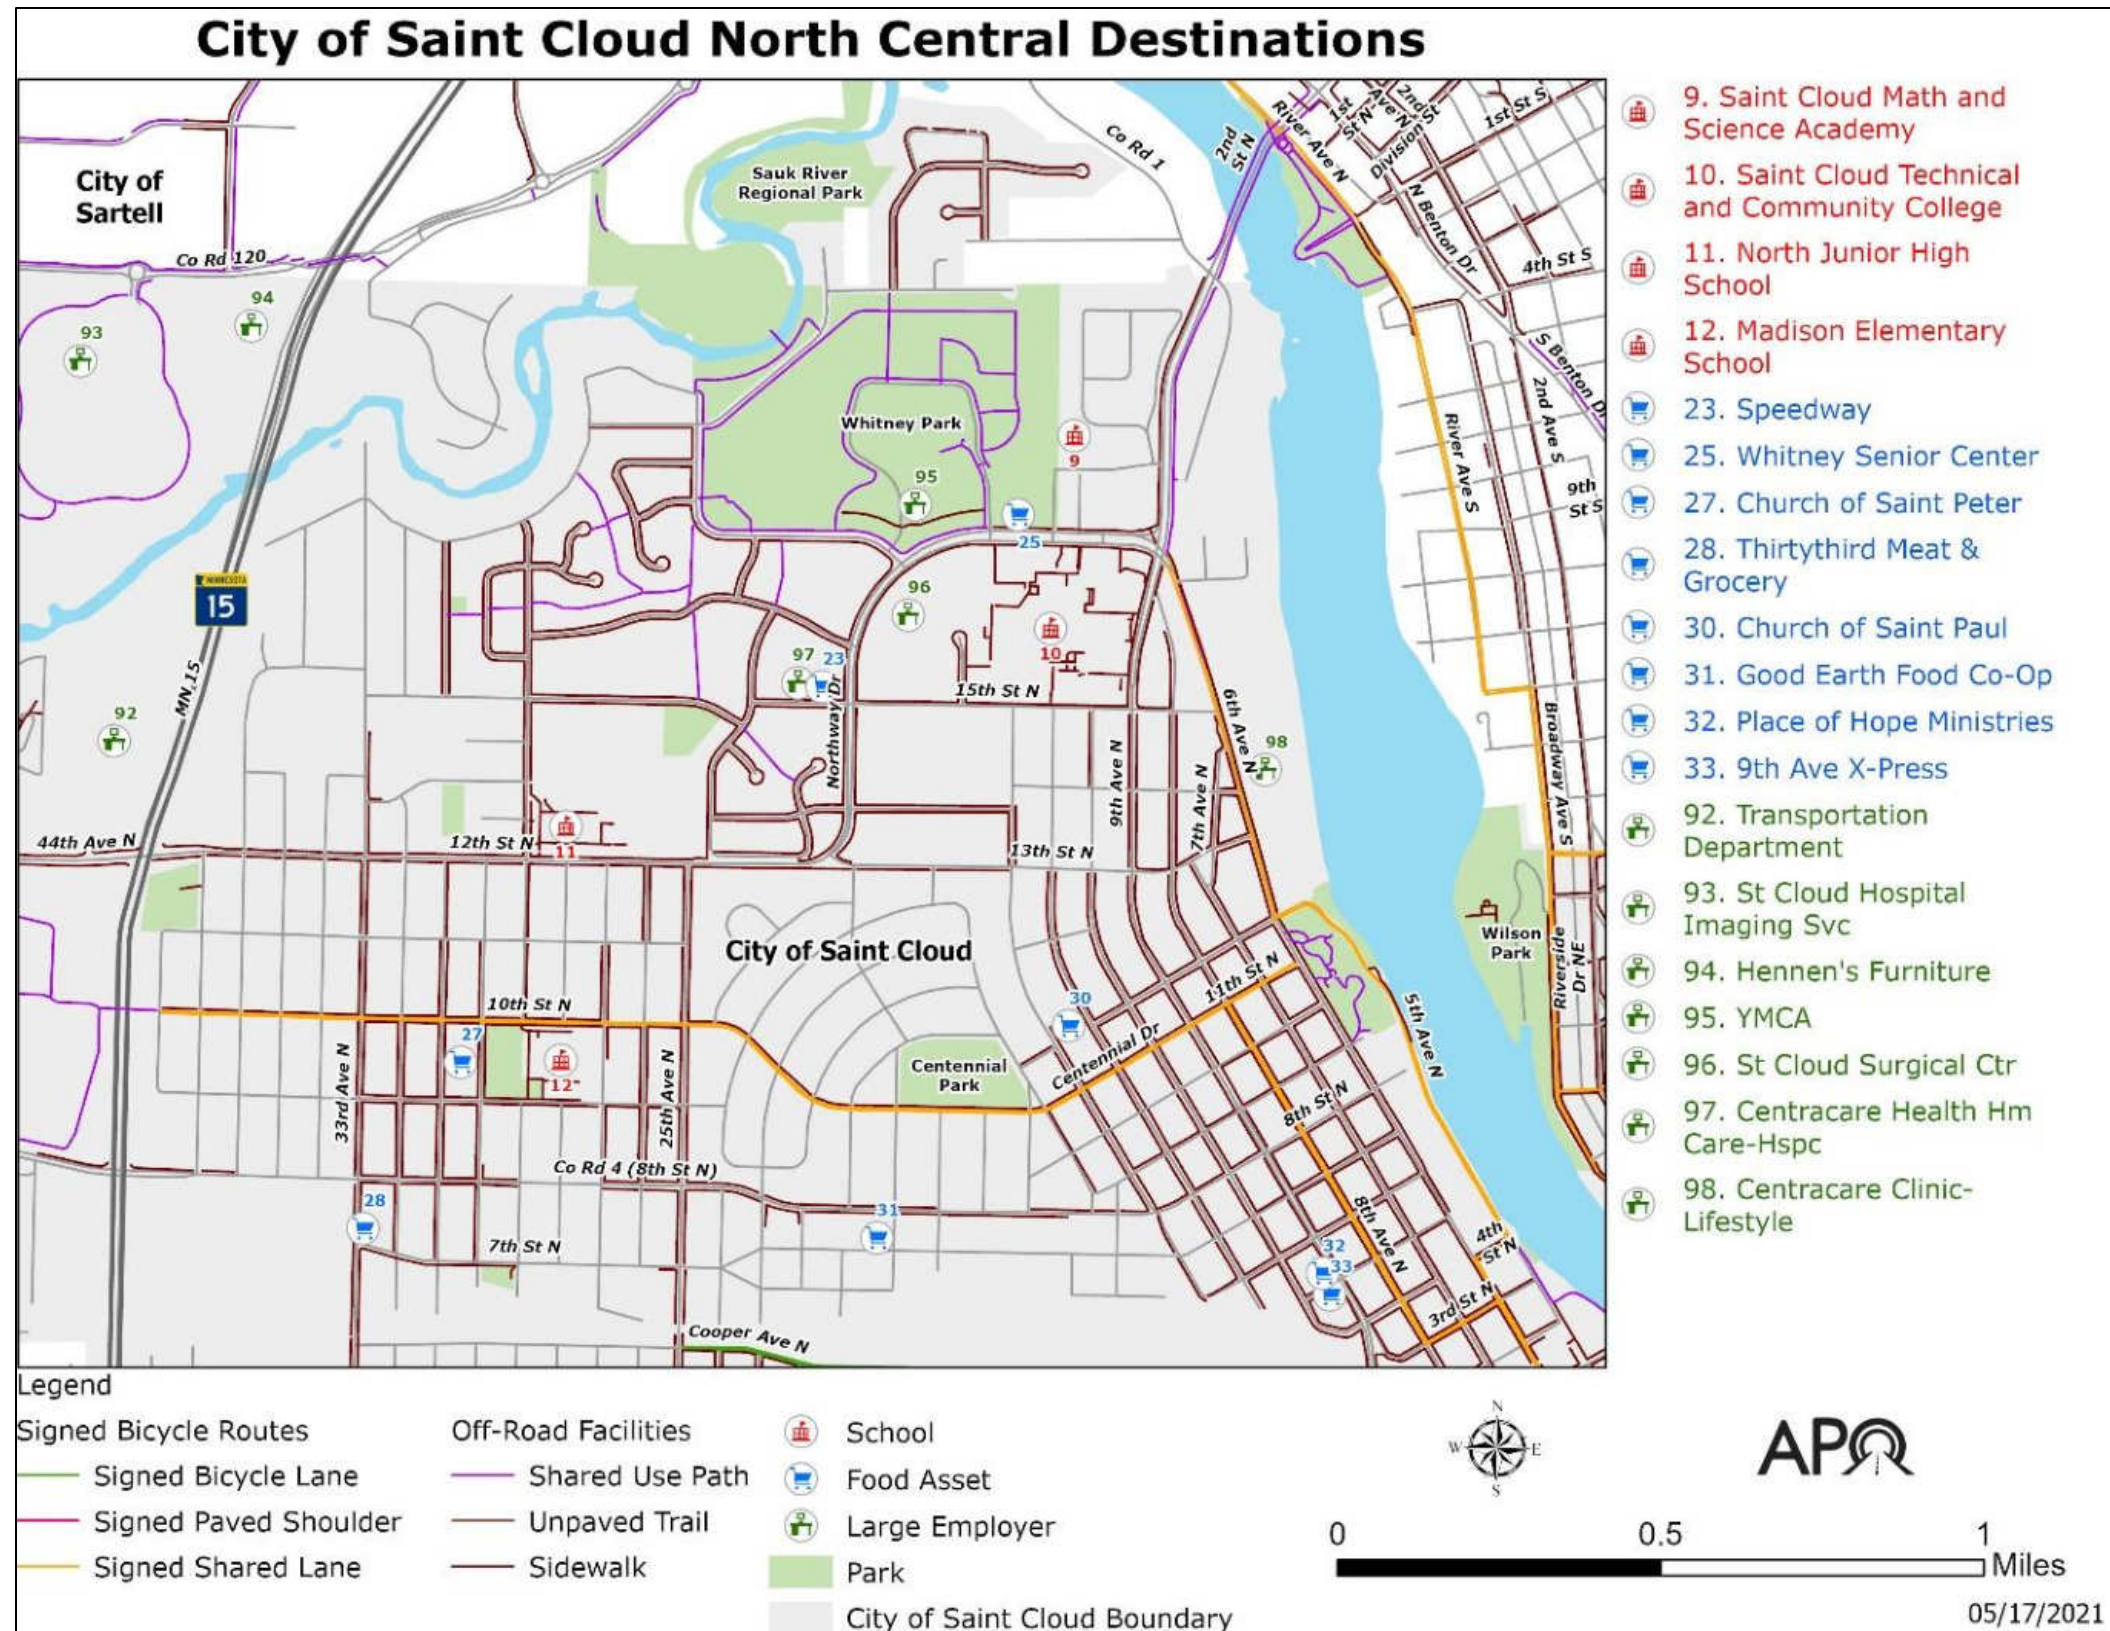 City of Saint Cloud North Central Destinations
City of
Sartell
Co Rd 120
94
93
Sauk River
Regional Park
Co Rd 1
2nd
St N
River Ave N
1st
St N
2nd
Ave N
Division St
1st St S
N Benton Dr
4th St S
S Benton Dr
2nd Ave S
River Ave S
9th
St S
Whitney Park
9
95
25
MINNESOTA
15
MN 15
96
10
97
23
92
15th St N
Northway Dr
6th Ave N
98
9th Ave N
7th Ave N
Broadway Ave S
44th Ave N
12th St N
11
13th St N
City of Saint Cloud
Wilson
Park
Riverside
Dr NE
10th St N
27
12
30
11th St N
Centennial Dr
5th Ave N
Centennial
Park
33rd Ave N
25th Ave N
8th St N
Co Rd 4 (8th St N)
28
31
7th St N
8th Ave N
4th
St N
32
33
3rd St N
Cooper Ave N
9. Saint Cloud Math and
Science Academy
10. Saint Cloud Technical
and Community College
11. North Junior High
School
12. Madison Elementary
School
23. Speedway
25. Whitney Senior Center
27. Church of Saint Peter
28. Thirtythird Meat &
Grocery
30. Church of Saint Paul
31. Good Earth Food Co-Op
32. Place of Hope Ministries
33. 9th Ave X-Press
92. Transportation
Department
93. St Cloud Hospital
Imaging Svc
94. Hennen's Furniture
95. YMCA
96. St Cloud Surgical Ctr
97. Centracare Health Hm
Care-Hspc
98. Centracare Clinic-
Lifestyle
Legend
Signed Bicycle Routes
Signed Bicycle Lane
Signed Paved Shoulder
Signed Shared Lane
Off-Road Facilities
Shared Use Path
Unpaved Trail
Sidewalk
School
Food Asset
Large Employer
Park
City of Saint Cloud Boundary
N
W
E
S
APO
0
0.5
1
Miles
05/17/2021